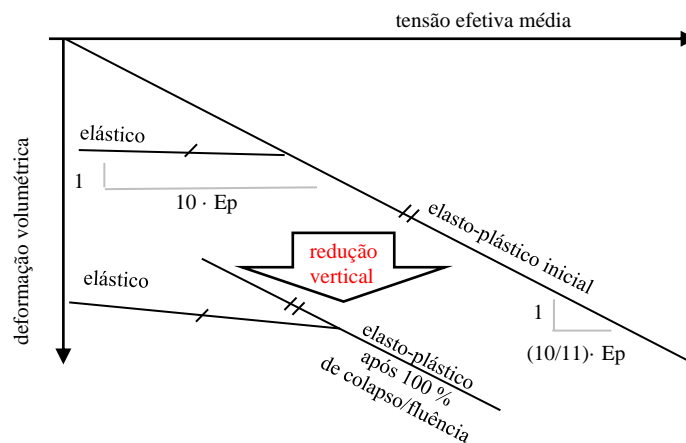 tensão efetiva média
deformação volumétrica
elástico
1
10 · Ep
elasto-plástico inicial
redução
vertical
elástico
1
(10/11)· Ep
elasto-plástico
após 100 %
de colapso/fluência